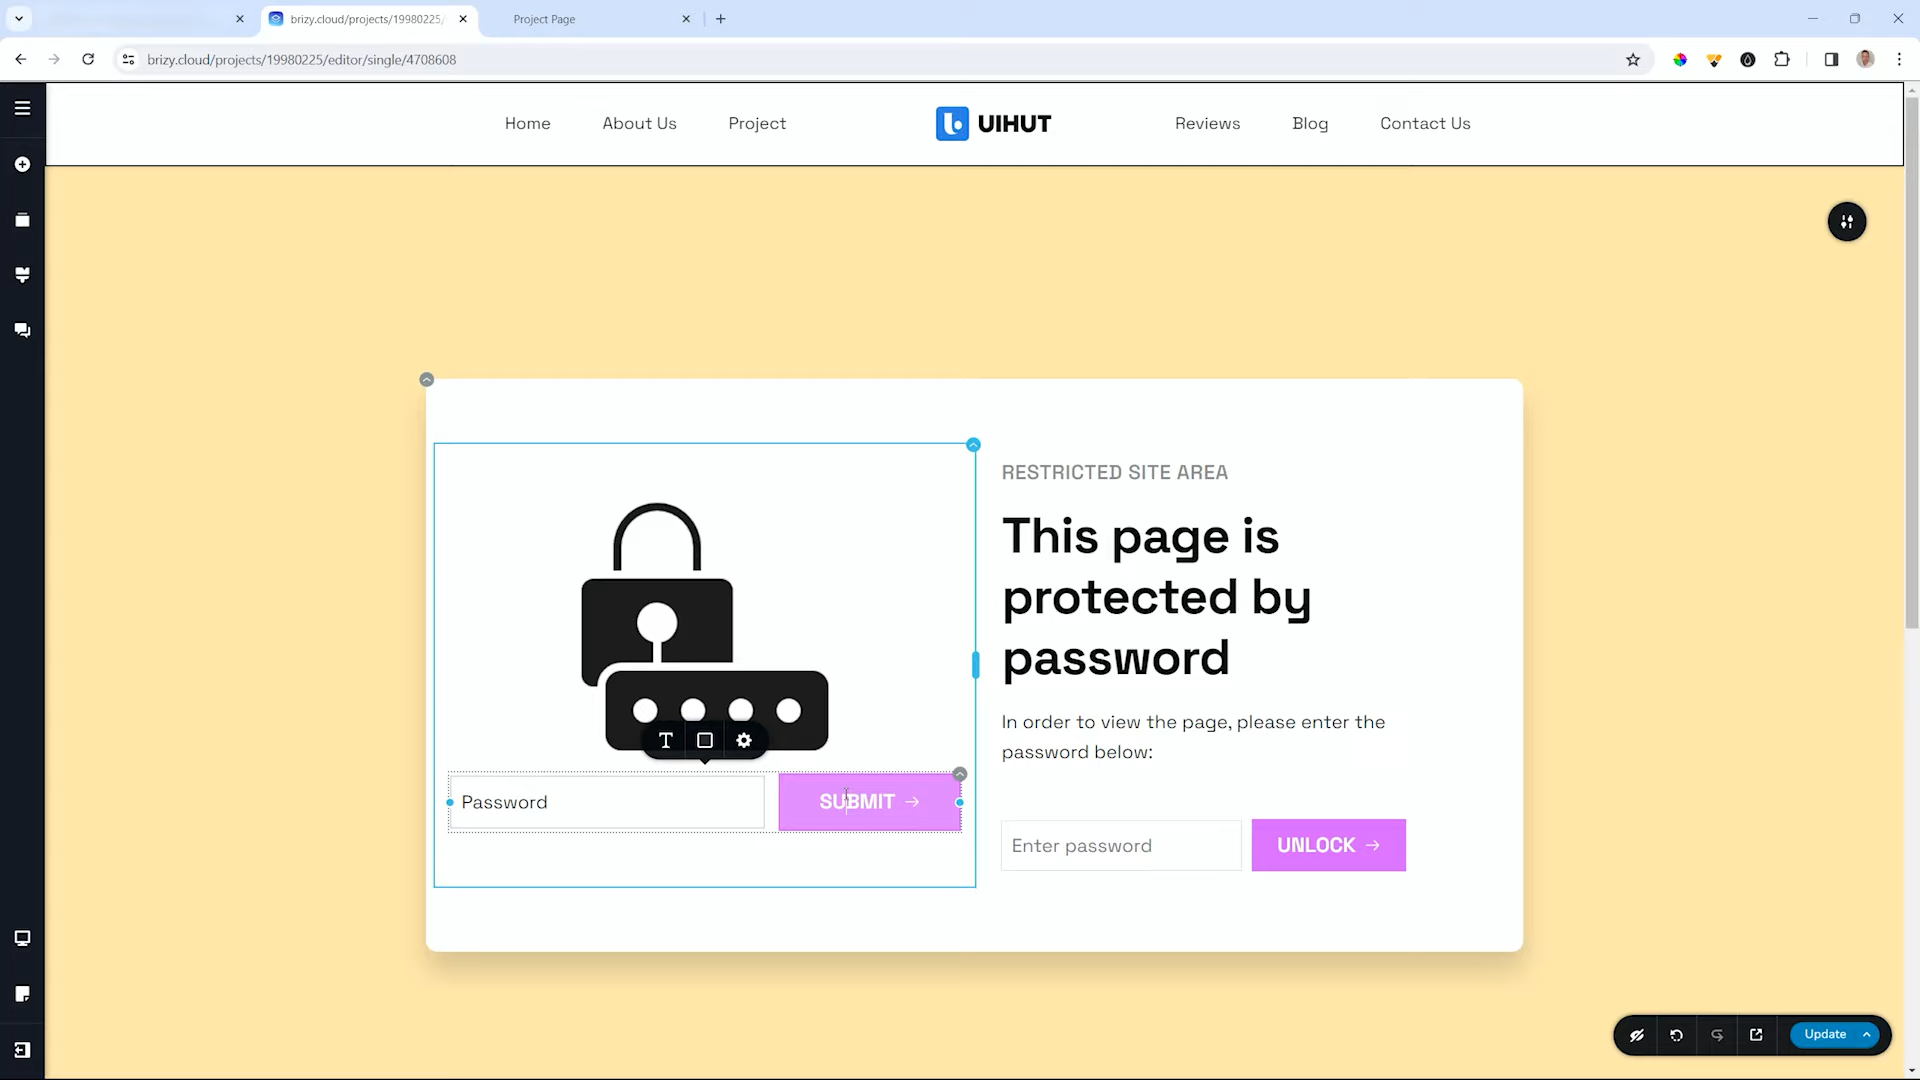 brizy.cloud/projects/19980225/
Project Page
brizy.cloud/projects/19980225/editor/single/4708608
Home
About Us
Project
UIHUT
Reviews
Blog
Contact Us
RESTRICTED SITE AREA
This page is
protected by
password
In order to view the page, please enter the
password below:
Password
SUBMIT
Enter password
UNLOCK
Update